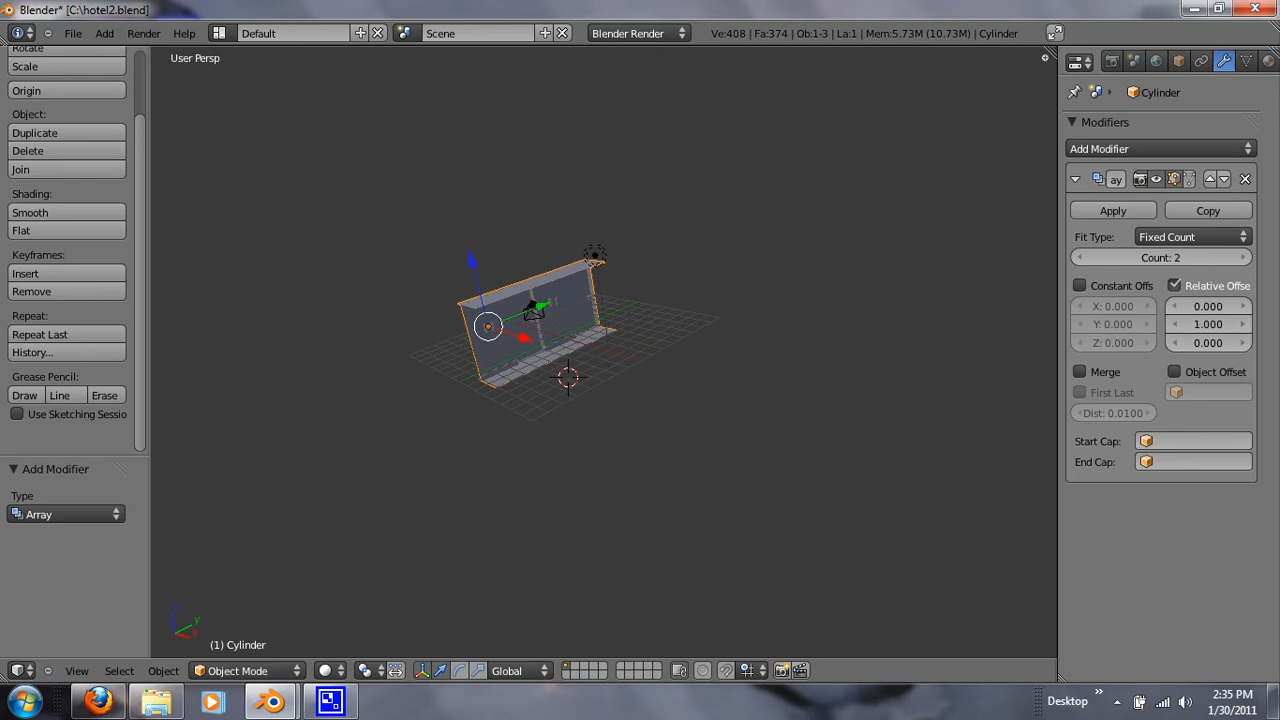 Blender* [C:\hotel2.blend]
File Add Render Help Default Scene Blender Render Ve:408 | Fa:374 | Ob:1-3 | La:1 | Mem:5.73M (10.73M) | Cylinder
Rotate
Scale
Origin
Object:
Duplicate
Delete
Join
Shading:
Smooth
Flat
Keyframes:
Insert
Remove
Repeat:
Repeat Last
History...
Grease Pencil:
Draw Line Erase
Use Sketching Sessio
Add Modifier
Type
Array
User Persp
(1) Cylinder
View Select Object Object Mode Global
Cylinder
Modifiers
Add Modifier
ay
Apply Copy
Fit Type: Fixed Count
Count: 2
Constant Offs Relative Offse
X: 0.000 0.000
Y: 0.000 1.000
Z: 0.000 0.000
Merge Object Offset
First Last
Dist: 0.0100
Start Cap:
End Cap:
Desktop » 2:35 PM
1/30/2011